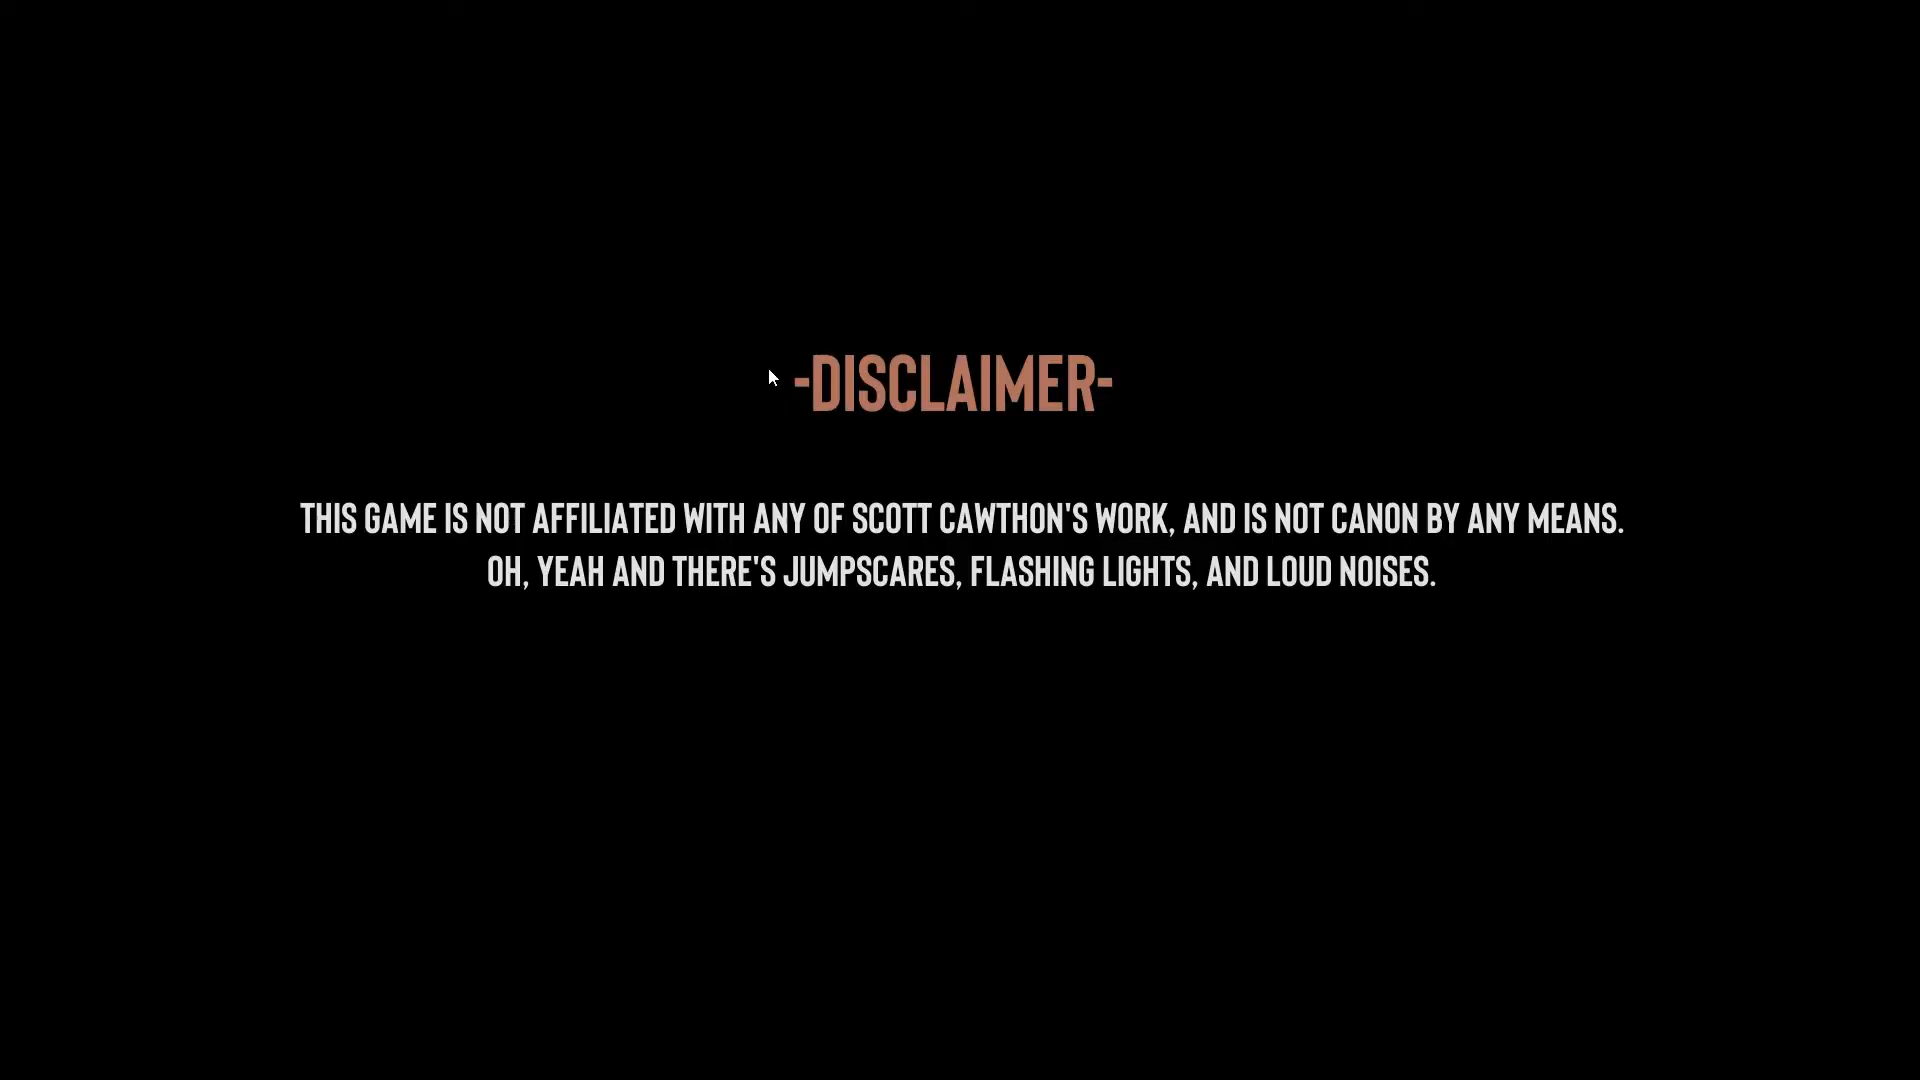 -DISCLAIMER-
THIS GAME IS NOT AFFILIATED WITH ANY OF SCOTT CAWTHON'S WORK, AND IS NOT CANON BY ANY MEANS.
OH, YEAH AND THERE'S JUMPSCARES, FLASHING LIGHTS, AND LOUD NOISES.